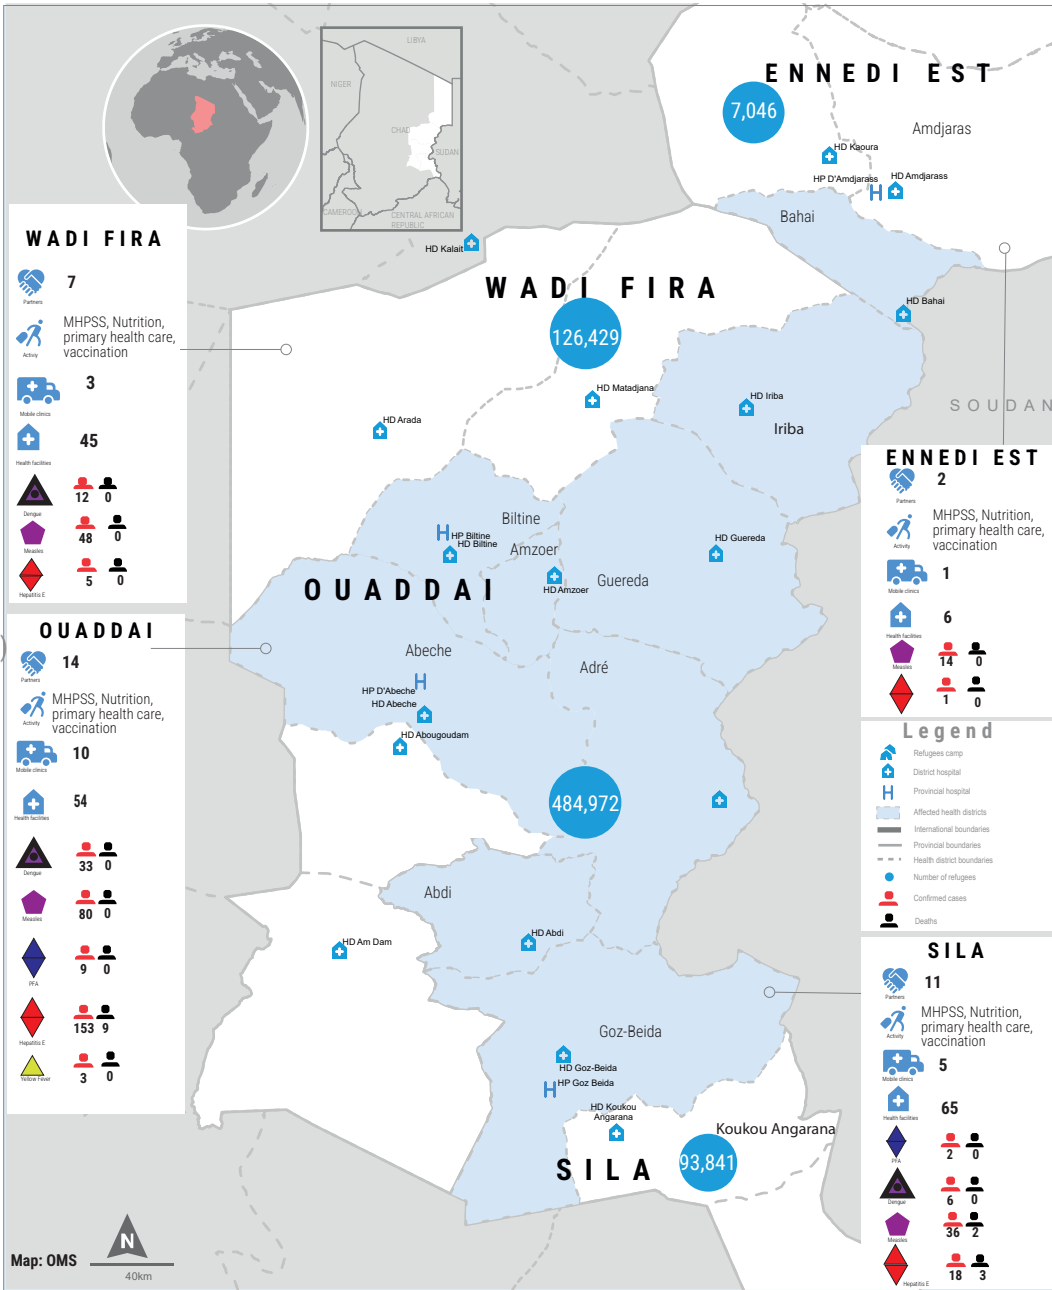 LIBYA
NIGER
CHAD
SUDAN
CAMEROON
CENTRAL AFRICAN
REPUBLIC
ENNEDI EST
7,046
Amdjaras
HD Kaoura
HP D'Amdjarass
HD Amdjarass
Bahai
HD Kalait
WADI FIRA
126,429
HD Bahai
HD Matadjana
HD Iriba
Iriba
HD Arada
SOUDAN
Biltine
HP Biltine
HD Biltine
Amzoer
HD Amzoer
HD Guereda
Guereda
OUADDAI
Abeche
HP D'Abeche
HD Abeche
HD Abougoudam
Adré
484,972
Abdi
HD Abdi
HD Am Dam
Goz-Beida
HD Goz-Beida
HP Goz Beida
HD Koukou
Angarana
Koukou Angarana
SILA
93,841
WADI FIRA
7
Partners
MHPSS, Nutrition,
primary health care,
vaccination
Activiy
3
Mobile clinics
45
Health facilities
12 0
Dengue
48 0
Measles
5 0
Hepatitis E
OUADDAI
14
Partners
MHPSS, Nutrition,
primary health care,
vaccination
Activity
10
Mobile clinics
54
Health facilities
33 0
Dengue
80 0
Measles
9 0
PFA
153 9
Hepatitis E
3 0
Yellow Fever
ENNEDI EST
2
Partners
MHPSS, Nutrition,
primary health care,
vaccination
Activity
1
Mobile clinics
6
Health facilities
14 0
Measles
1 0
Legend
Refugees camp
District hospital
Provincial hospital
Affected health districts
International boundaries
Provincial boundaries
Health district boundaries
Number of refugees
Confirmed cases
Deaths
SILA
11
Partners
MHPSS, Nutrition,
primary health care,
vaccination
Activity
5
Mobile clinics
65
Health facilities
2 0
PFA
6 0
Dengue
36 2
Measles
18 3
Hepatitis E
N
Map: OMS
40km